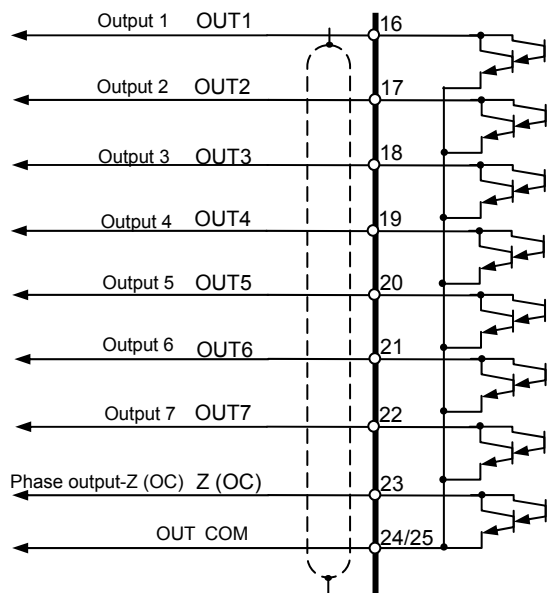 Output 1 OUT1 16
Output 2 OUT2 17
Output 3 OUT3 18
Output 4 OUT4 19
Output 5 OUT5 20
Output 6 OUT6 21
Output 7 OUT7 22
Phase output-Z (OC) Z (OC) 23
OUT COM 24/25